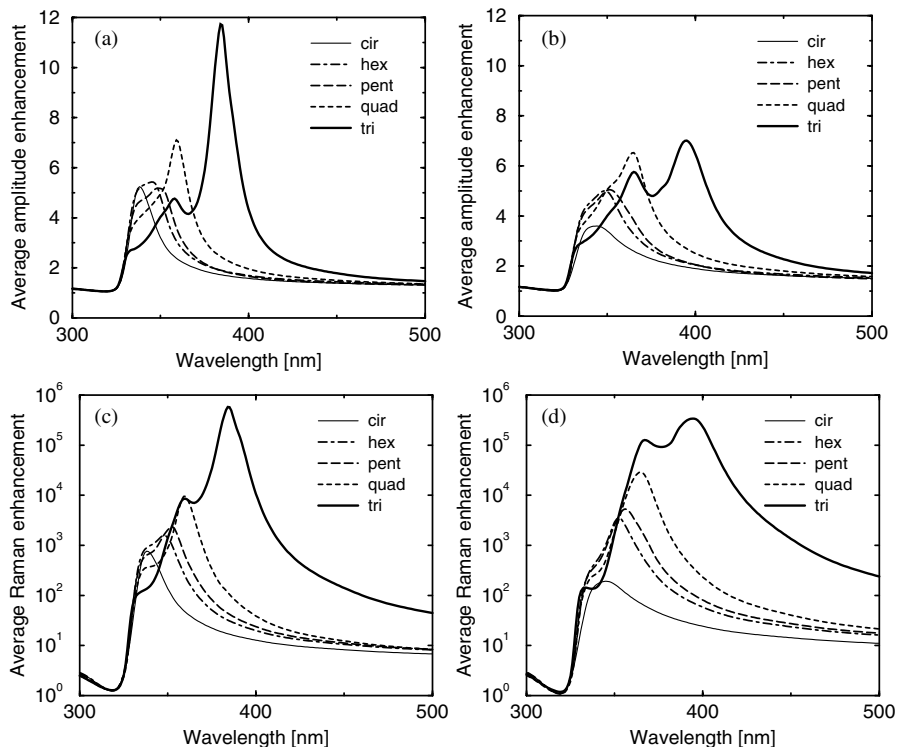 (a)
Average amplitude enhancement
12
10
8
6
4
2
0
cir
hex
pent
quad
tri
300
400
500
Wavelength [nm]
(b)
Average amplitude enhancement
12
10
8
6
4
2
0
cir
hex
pent
quad
tri
300
400
500
Wavelength [nm]
(c)
Average Raman enhancement
10^6
10^5
10^4
10^3
10^2
10^1
10^0
cir
hex
pent
quad
tri
300
400
500
Wavelength [nm]
(d)
Average Raman enhancement
10^6
10^5
10^4
10^3
10^2
10^1
10^0
cir
hex
pent
quad
tri
300
400
500
Wavelength [nm]